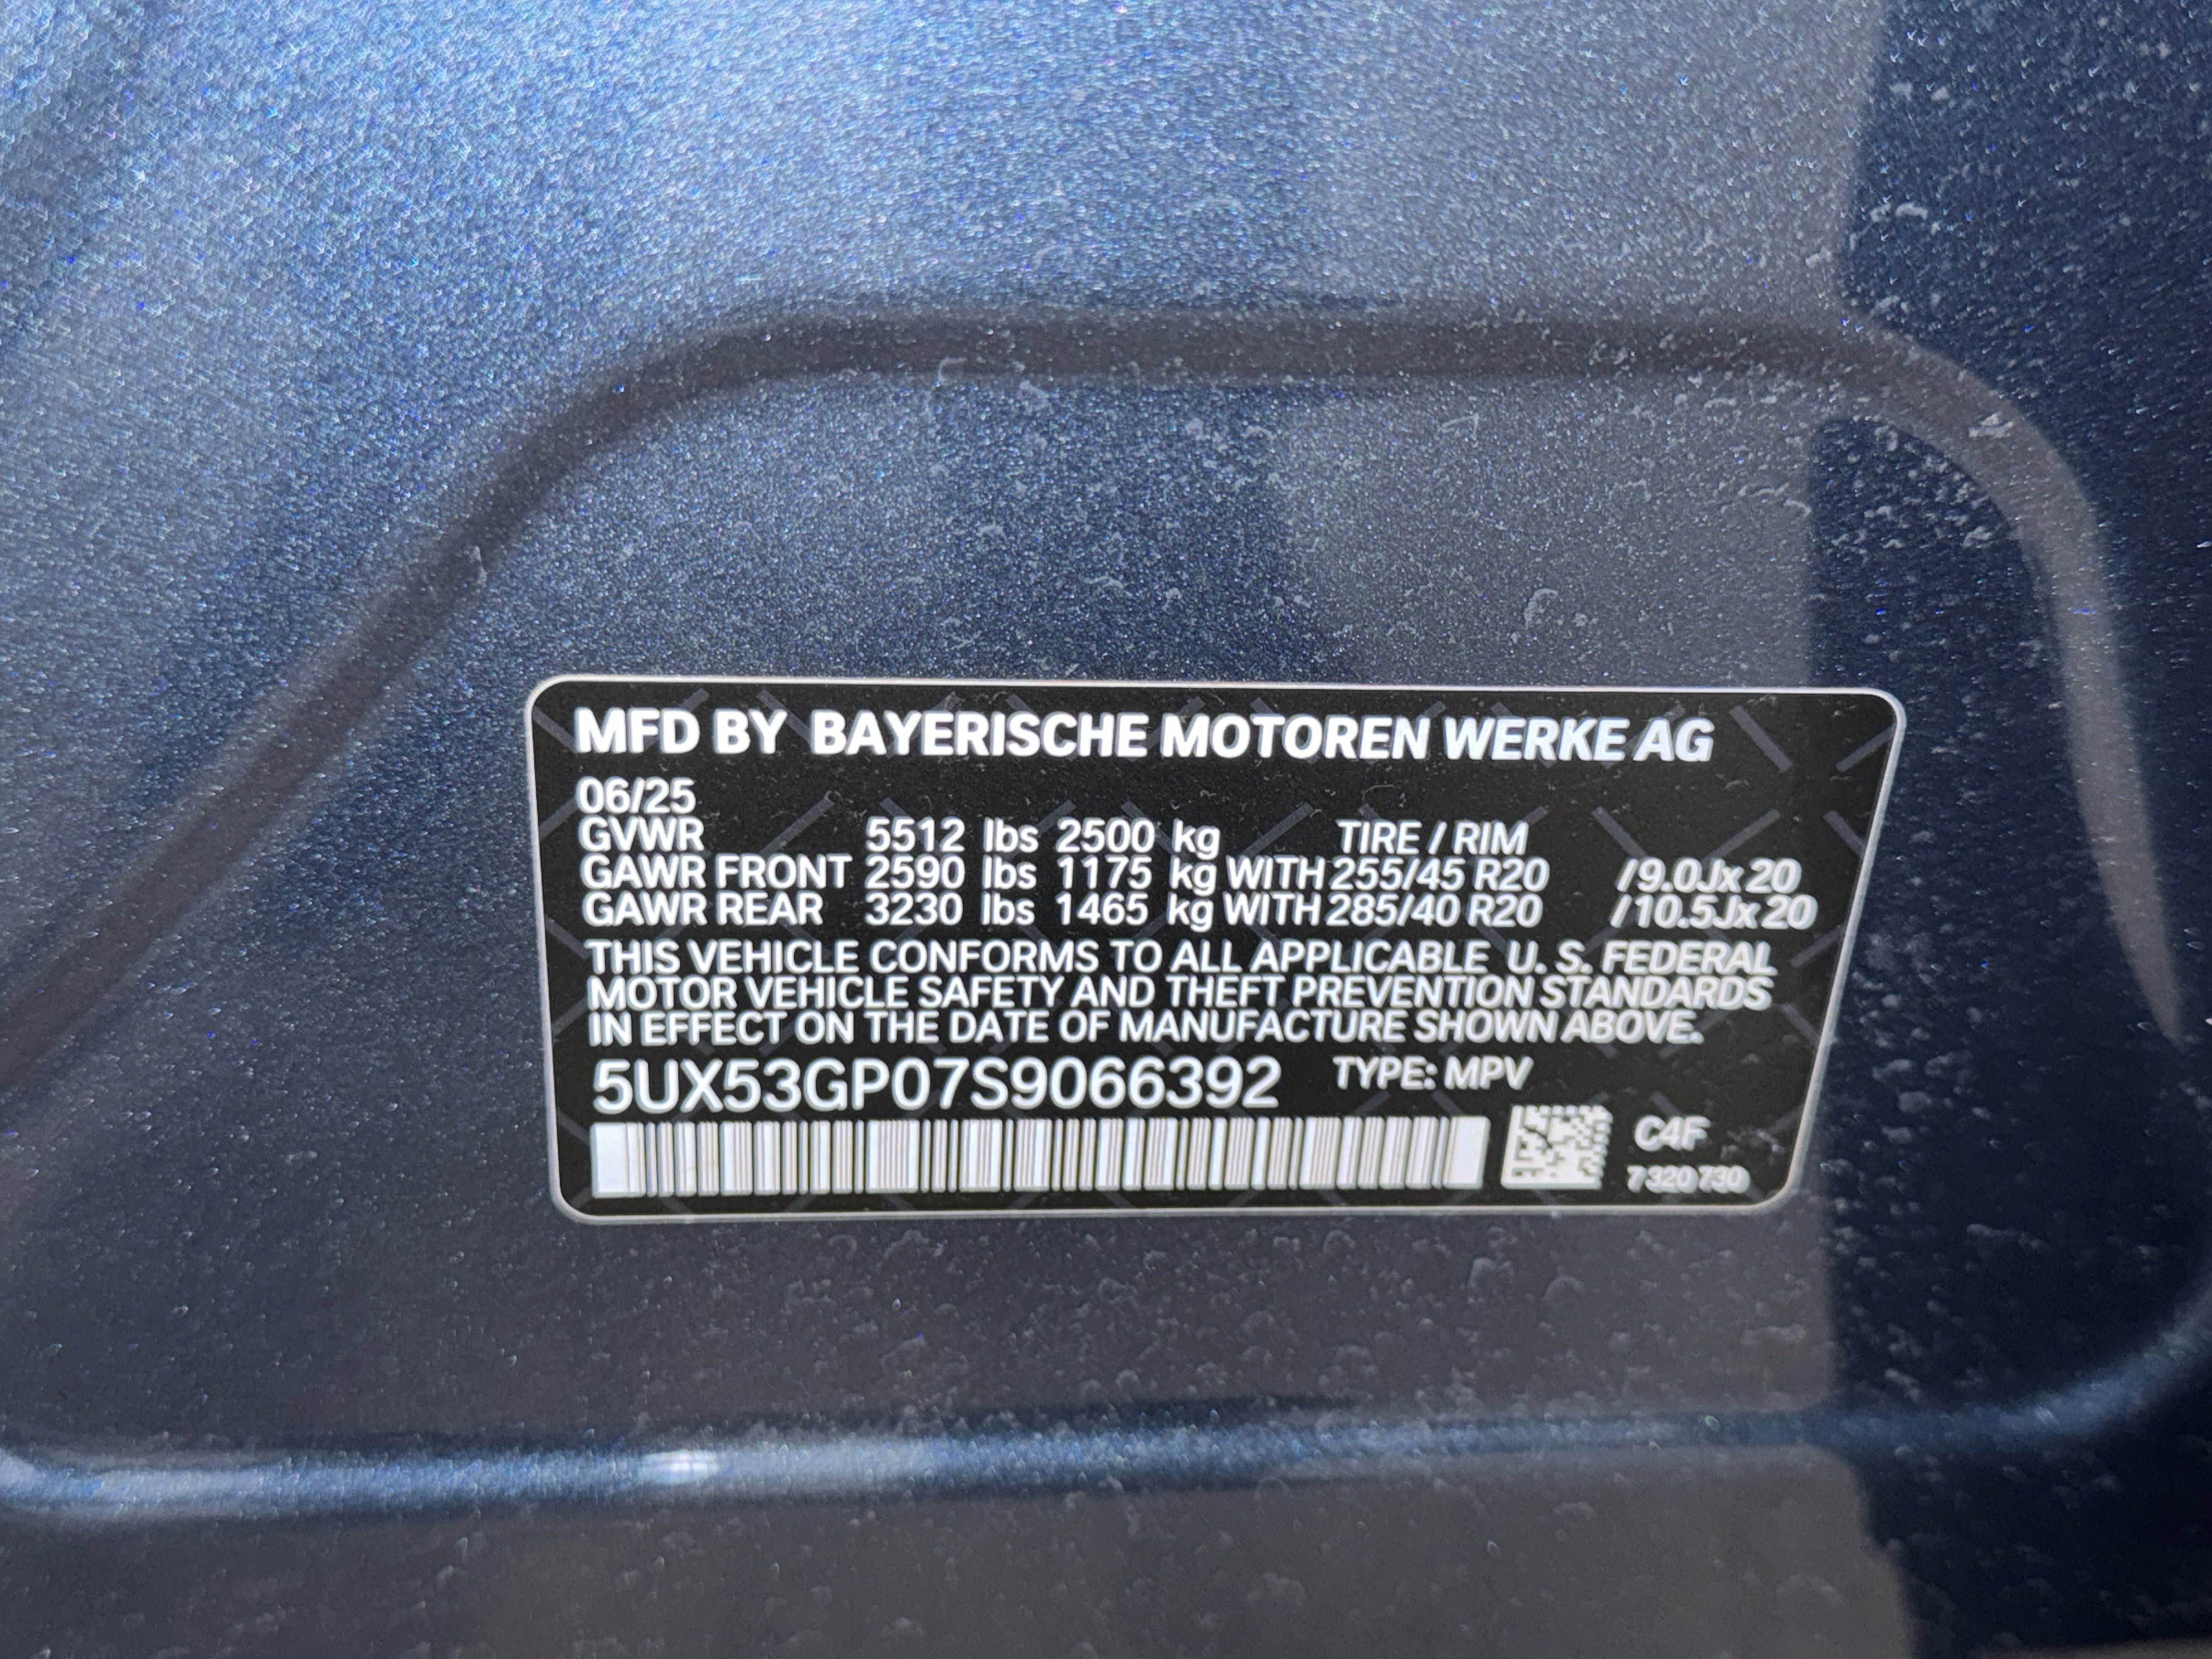 MFD BY BAYERISCHE MOTOREN WERKE AG
06/25
GVWR 5512 lbs 2500 kg TIRE / RIM
GAWR FRONT 2590 lbs 1175 kg WITH 255/45 R20 /9.0Jx20
GAWR REAR 3230 lbs 1465 kg WITH 285/40 R20 /10.5Jx20
THIS VEHICLE CONFORMS TO ALL APPLICABLE U. S. FEDERAL
MOTOR VEHICLE SAFETY AND THEFT PREVENTION STANDARDS
IN EFFECT ON THE DATE OF MANUFACTURE SHOWN ABOVE.
5UX53GP07S9066392 TYPE: MPV
C4F
7 320 730